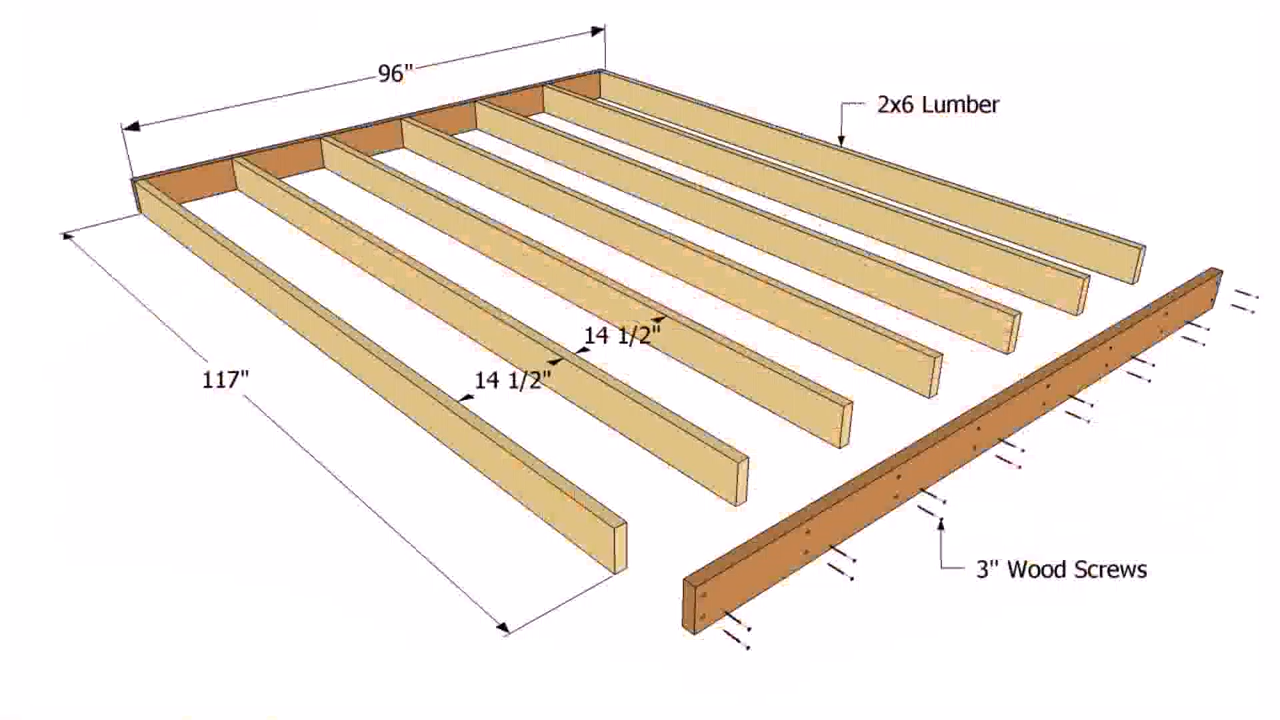 96"
2x6 Lumber
14 1/2"
14 1/2"
117"
3" Wood Screws